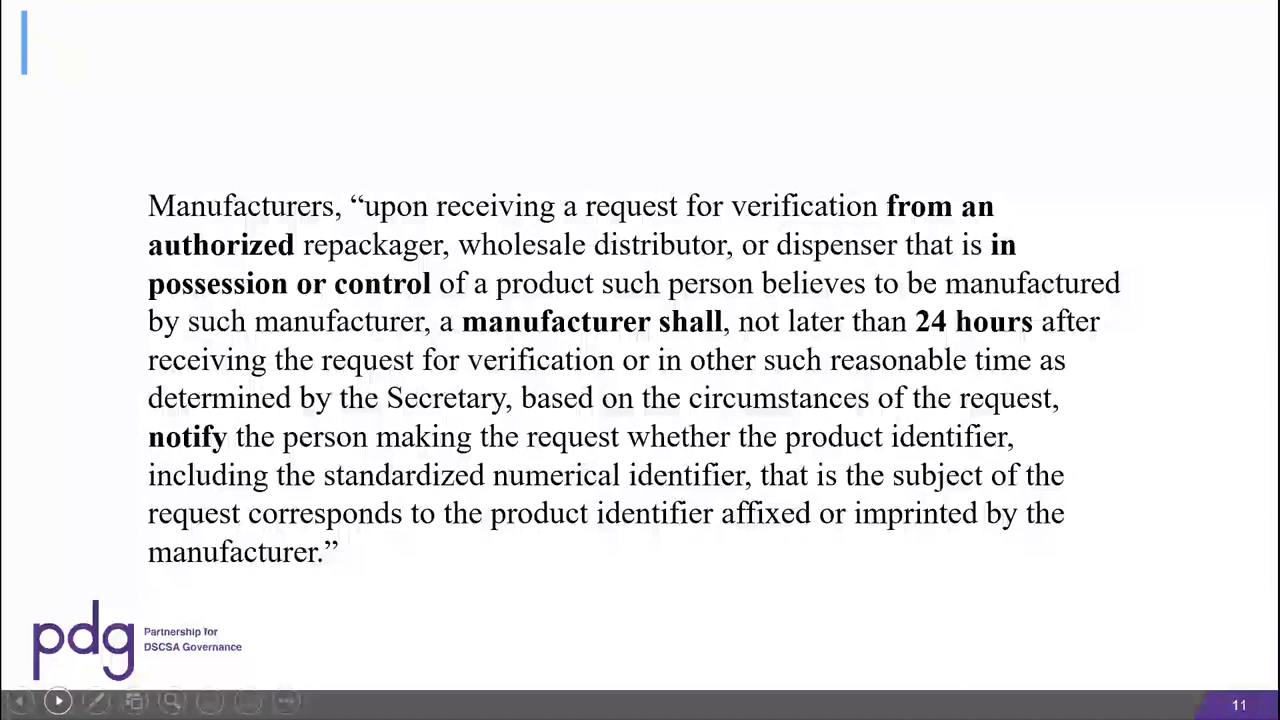 Manufacturers, “upon receiving a request for verification from an
authorized repackager, wholesale distributor, or dispenser that is in
possession or control of a product such person believes to be manufactured
by such manufacturer, a manufacturer shall, not later than 24 hours after
receiving the request for verification or in other such reasonable time as
determined by the Secretary, based on the circumstances of the request,
notify the person making the request whether the product identifier,
including the standardized numerical identifier, that is the subject of the
request corresponds to the product identifier affixed or imprinted by the
manufacturer.”
pdg
Partnership for
DSCSA Governance
11